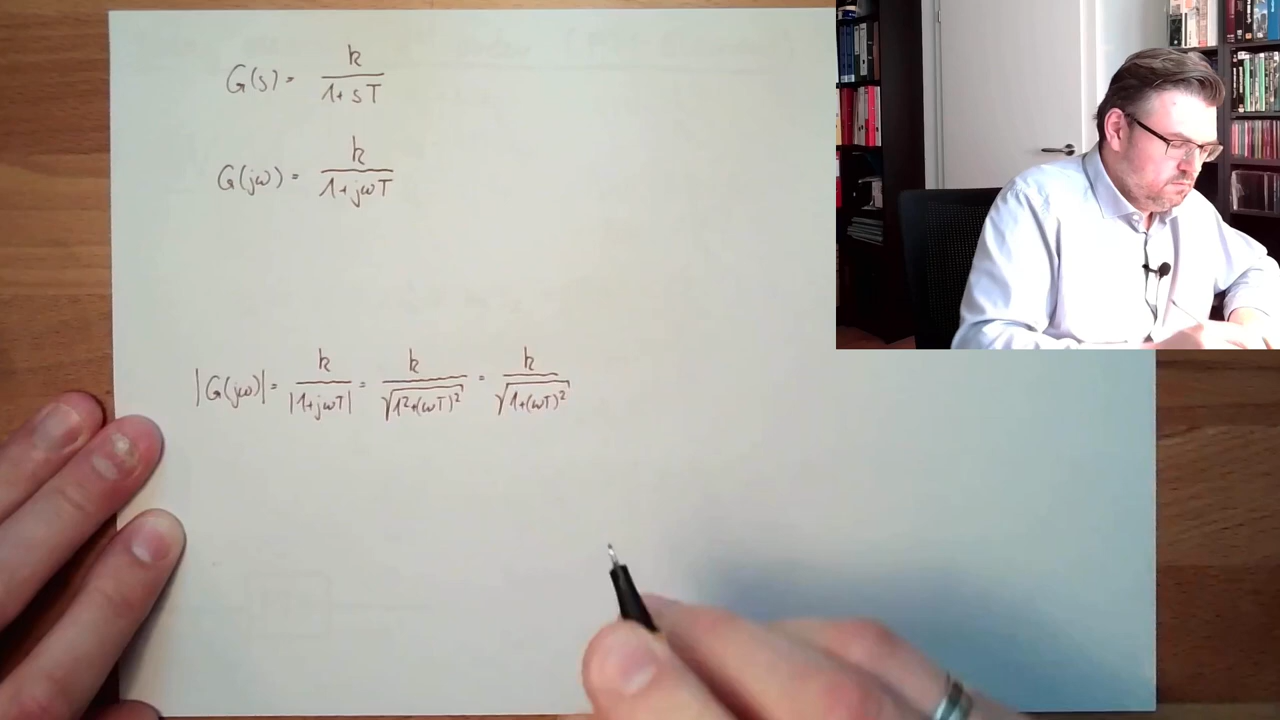 G(s) = k / (1 + sT)
G(jω) = k / (1 + jωT)
|G(jω)| = k / |1 + jωT| = k / √(1² + (ωT)²) = k / √(1 + (ωT)²)